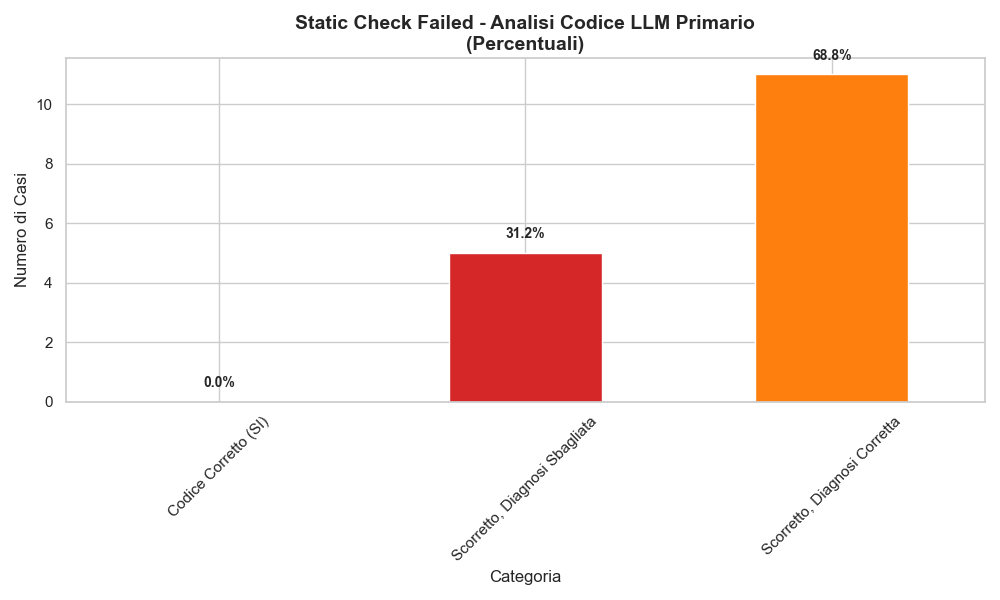 Static Check Failed - Analisi Codice LLM Primario
(Percentuali)
68.8%
31.2%
0.0%
10
8
6
4
2
0
Numero di Casi
Codice Corretto (SI)
Scorretto, Diagnosi Sbagliata
Scorretto, Diagnosi Corretta
Categoria